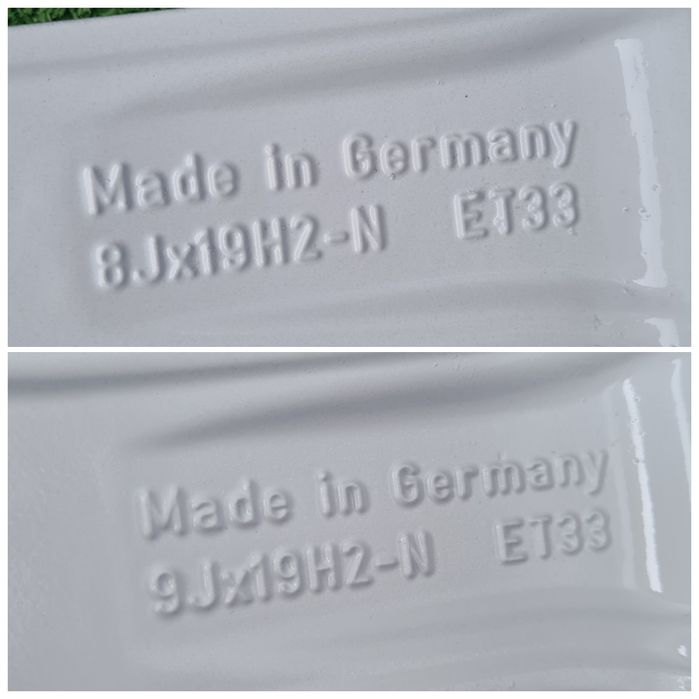 Made in Germany
8Jx19H2-N ET33
Made in Germany
9Jx19H2-N ET33